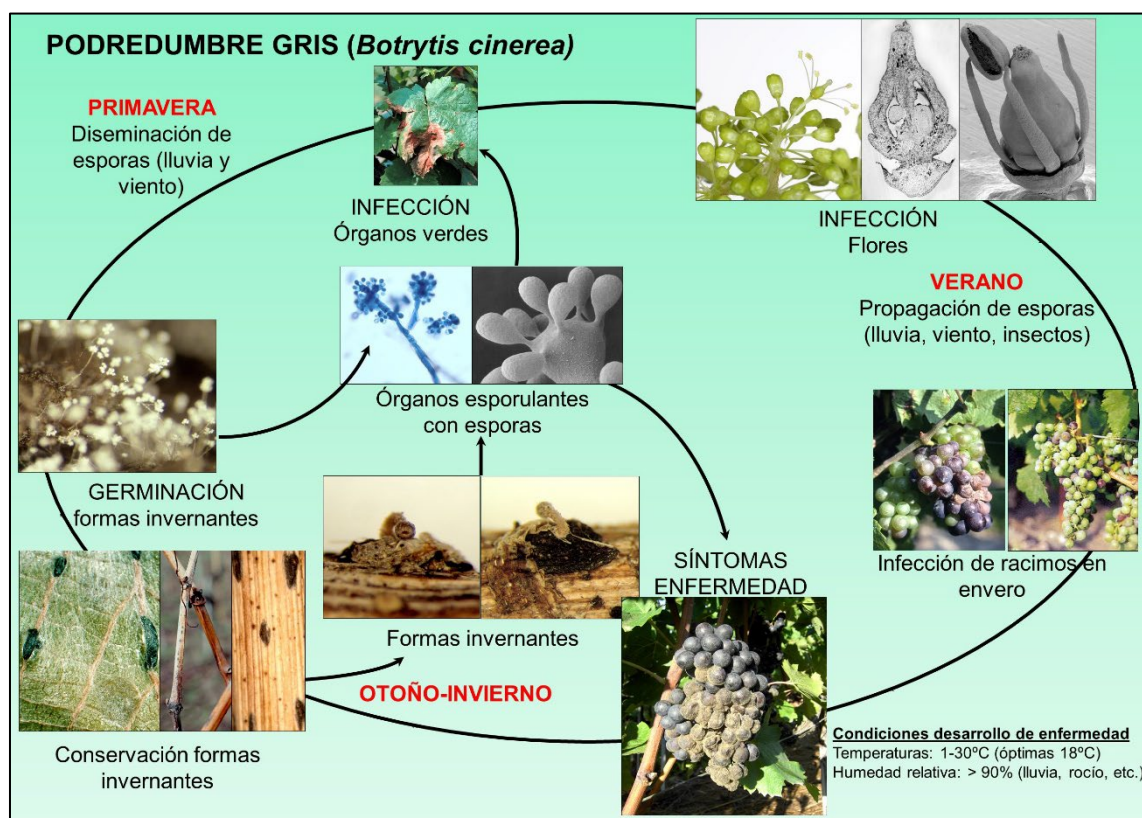 PODREDUMBRE GRIS (Botrytis cinerea)
PRIMAVERA
Diseminación de
esporas (lluvia y
viento)
INFECCIÓN
Órganos verdes
INFECCIÓN
Flores
VERANO
Propagación de esporas
(lluvia, viento, insectos)
Órganos esporulantes
con esporas
GERMINACIÓN
formas invernantes
Infección de racimos en
envero
SÍNTOMAS
ENFERMEDAD
Formas invernantes
OTOÑO-INVIERNO
Conservación formas
invernantes
Condiciones desarrollo de enfermedad
Temperaturas: 1-30ºC (óptimas 18ºC)
Humedad relativa: > 90% (lluvia, rocío, etc.)